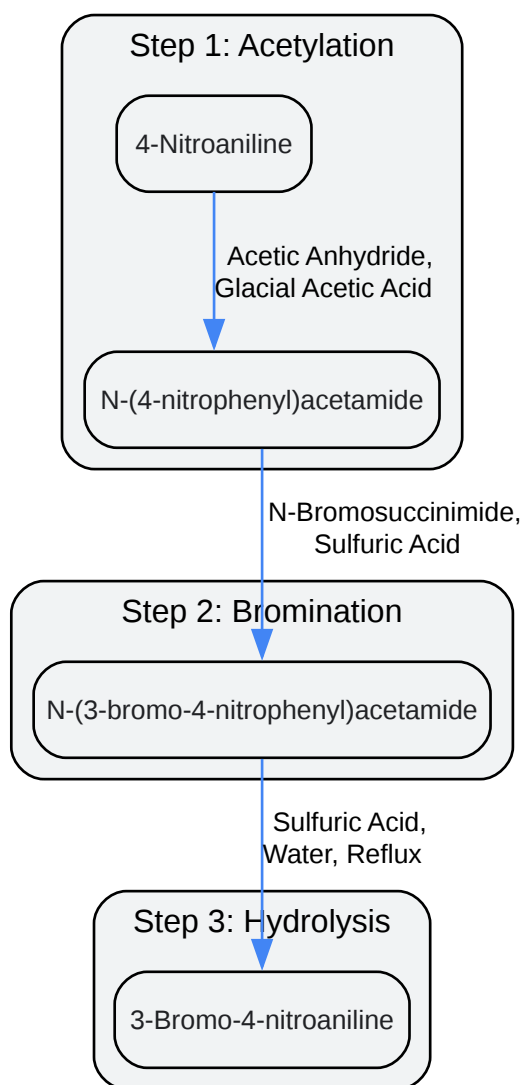 Step 1: Acetylation
4-Nitroaniline
Acetic Anhydride,
Glacial Acetic Acid
N-(4-nitrophenyl)acetamide
N-Bromosuccinimide,
Sulfuric Acid
Step 2: Bromination
N-(3-bromo-4-nitrophenyl)acetamide
Sulfuric Acid,
Water, Reflux
Step 3: Hydrolysis
3-Bromo-4-nitroaniline